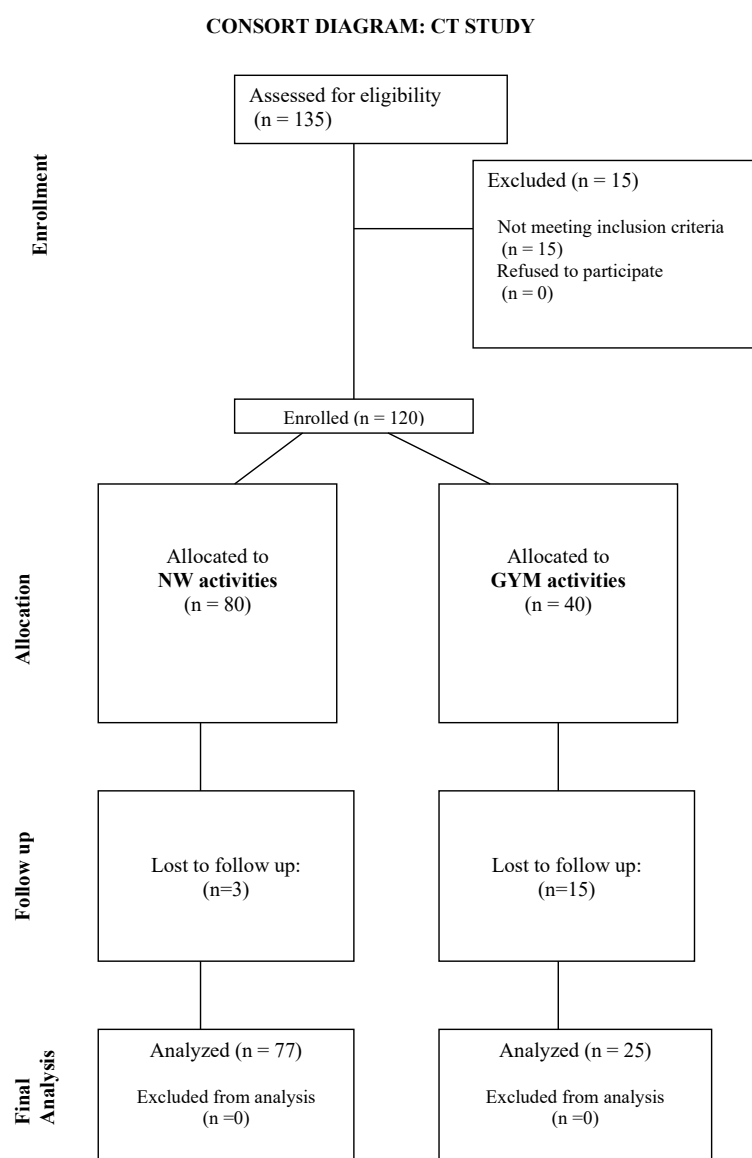 CONSORT DIAGRAM: CT STUDY
Assessed for eligibility
(n = 135)
Enrollment
Excluded (n = 15)
Not meeting inclusion criteria
(n = 15)
Refused to participate
(n = 0)
Enrolled (n = 120)
Allocation
Allocated to
NW activities
(n = 80)
Allocated to
GYM activities
(n = 40)
Follow up
Lost to follow up:
(n=3)
Lost to follow up:
(n=15)
Final
Analysis
Analyzed (n = 77)
Excluded from analysis
(n =0)
Analyzed (n = 25)
Excluded from analysis
(n =0)